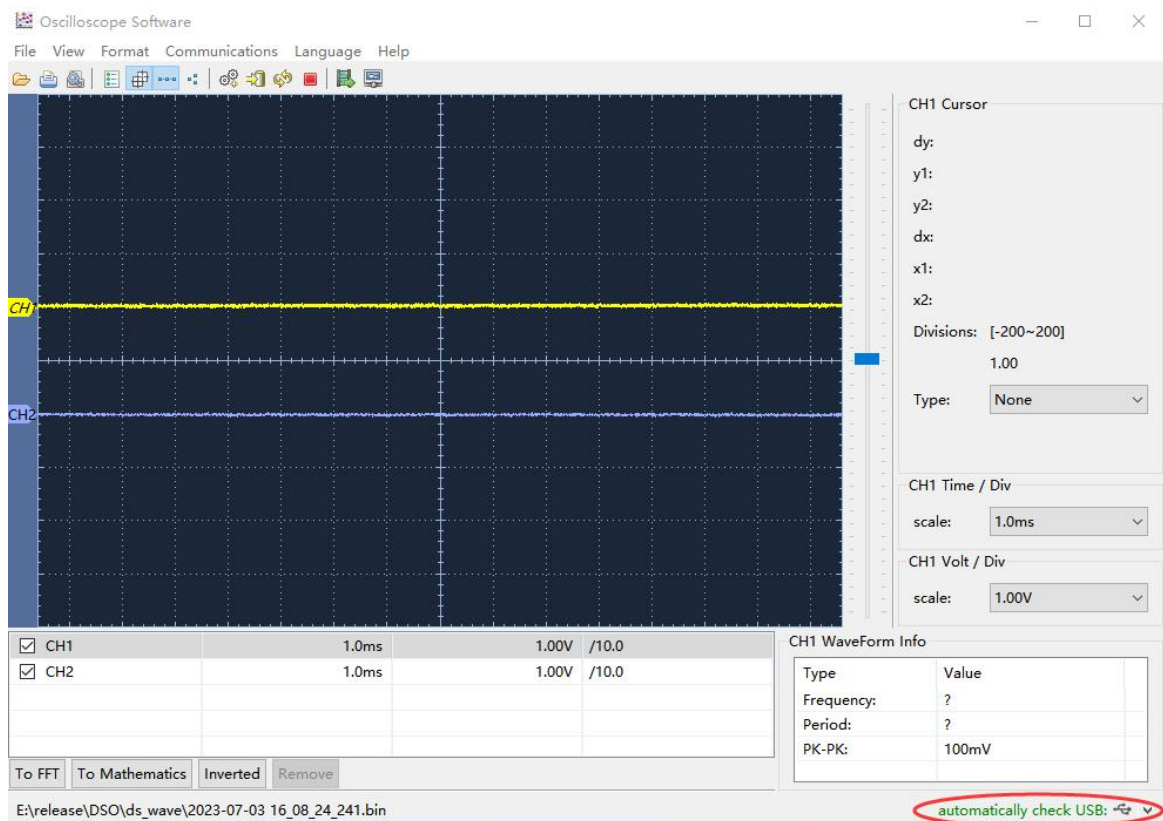 Oscilloscope Software
File View Format Communications Language Help
CH1 Cursor
dy:
y1:
y2:
dx:
x1:
x2:
Divisions: [-200~200]
1.00
Type: None
CH1
CH2
CH1 Time / Div
scale: 1.0ms
CH1 Volt / Div
scale: 1.00V
CH1 1.0ms 1.00V /10.0
CH2 1.0ms 1.00V /10.0
CH1 WaveForm Info
Type Value
Frequency: ?
Period: ?
PK-PK: 100mV
To FFT To Mathematics Inverted Remove
E:\release\DSO\ds_wave\2023-07-03 16_08_24_241.bin automatically check USB: